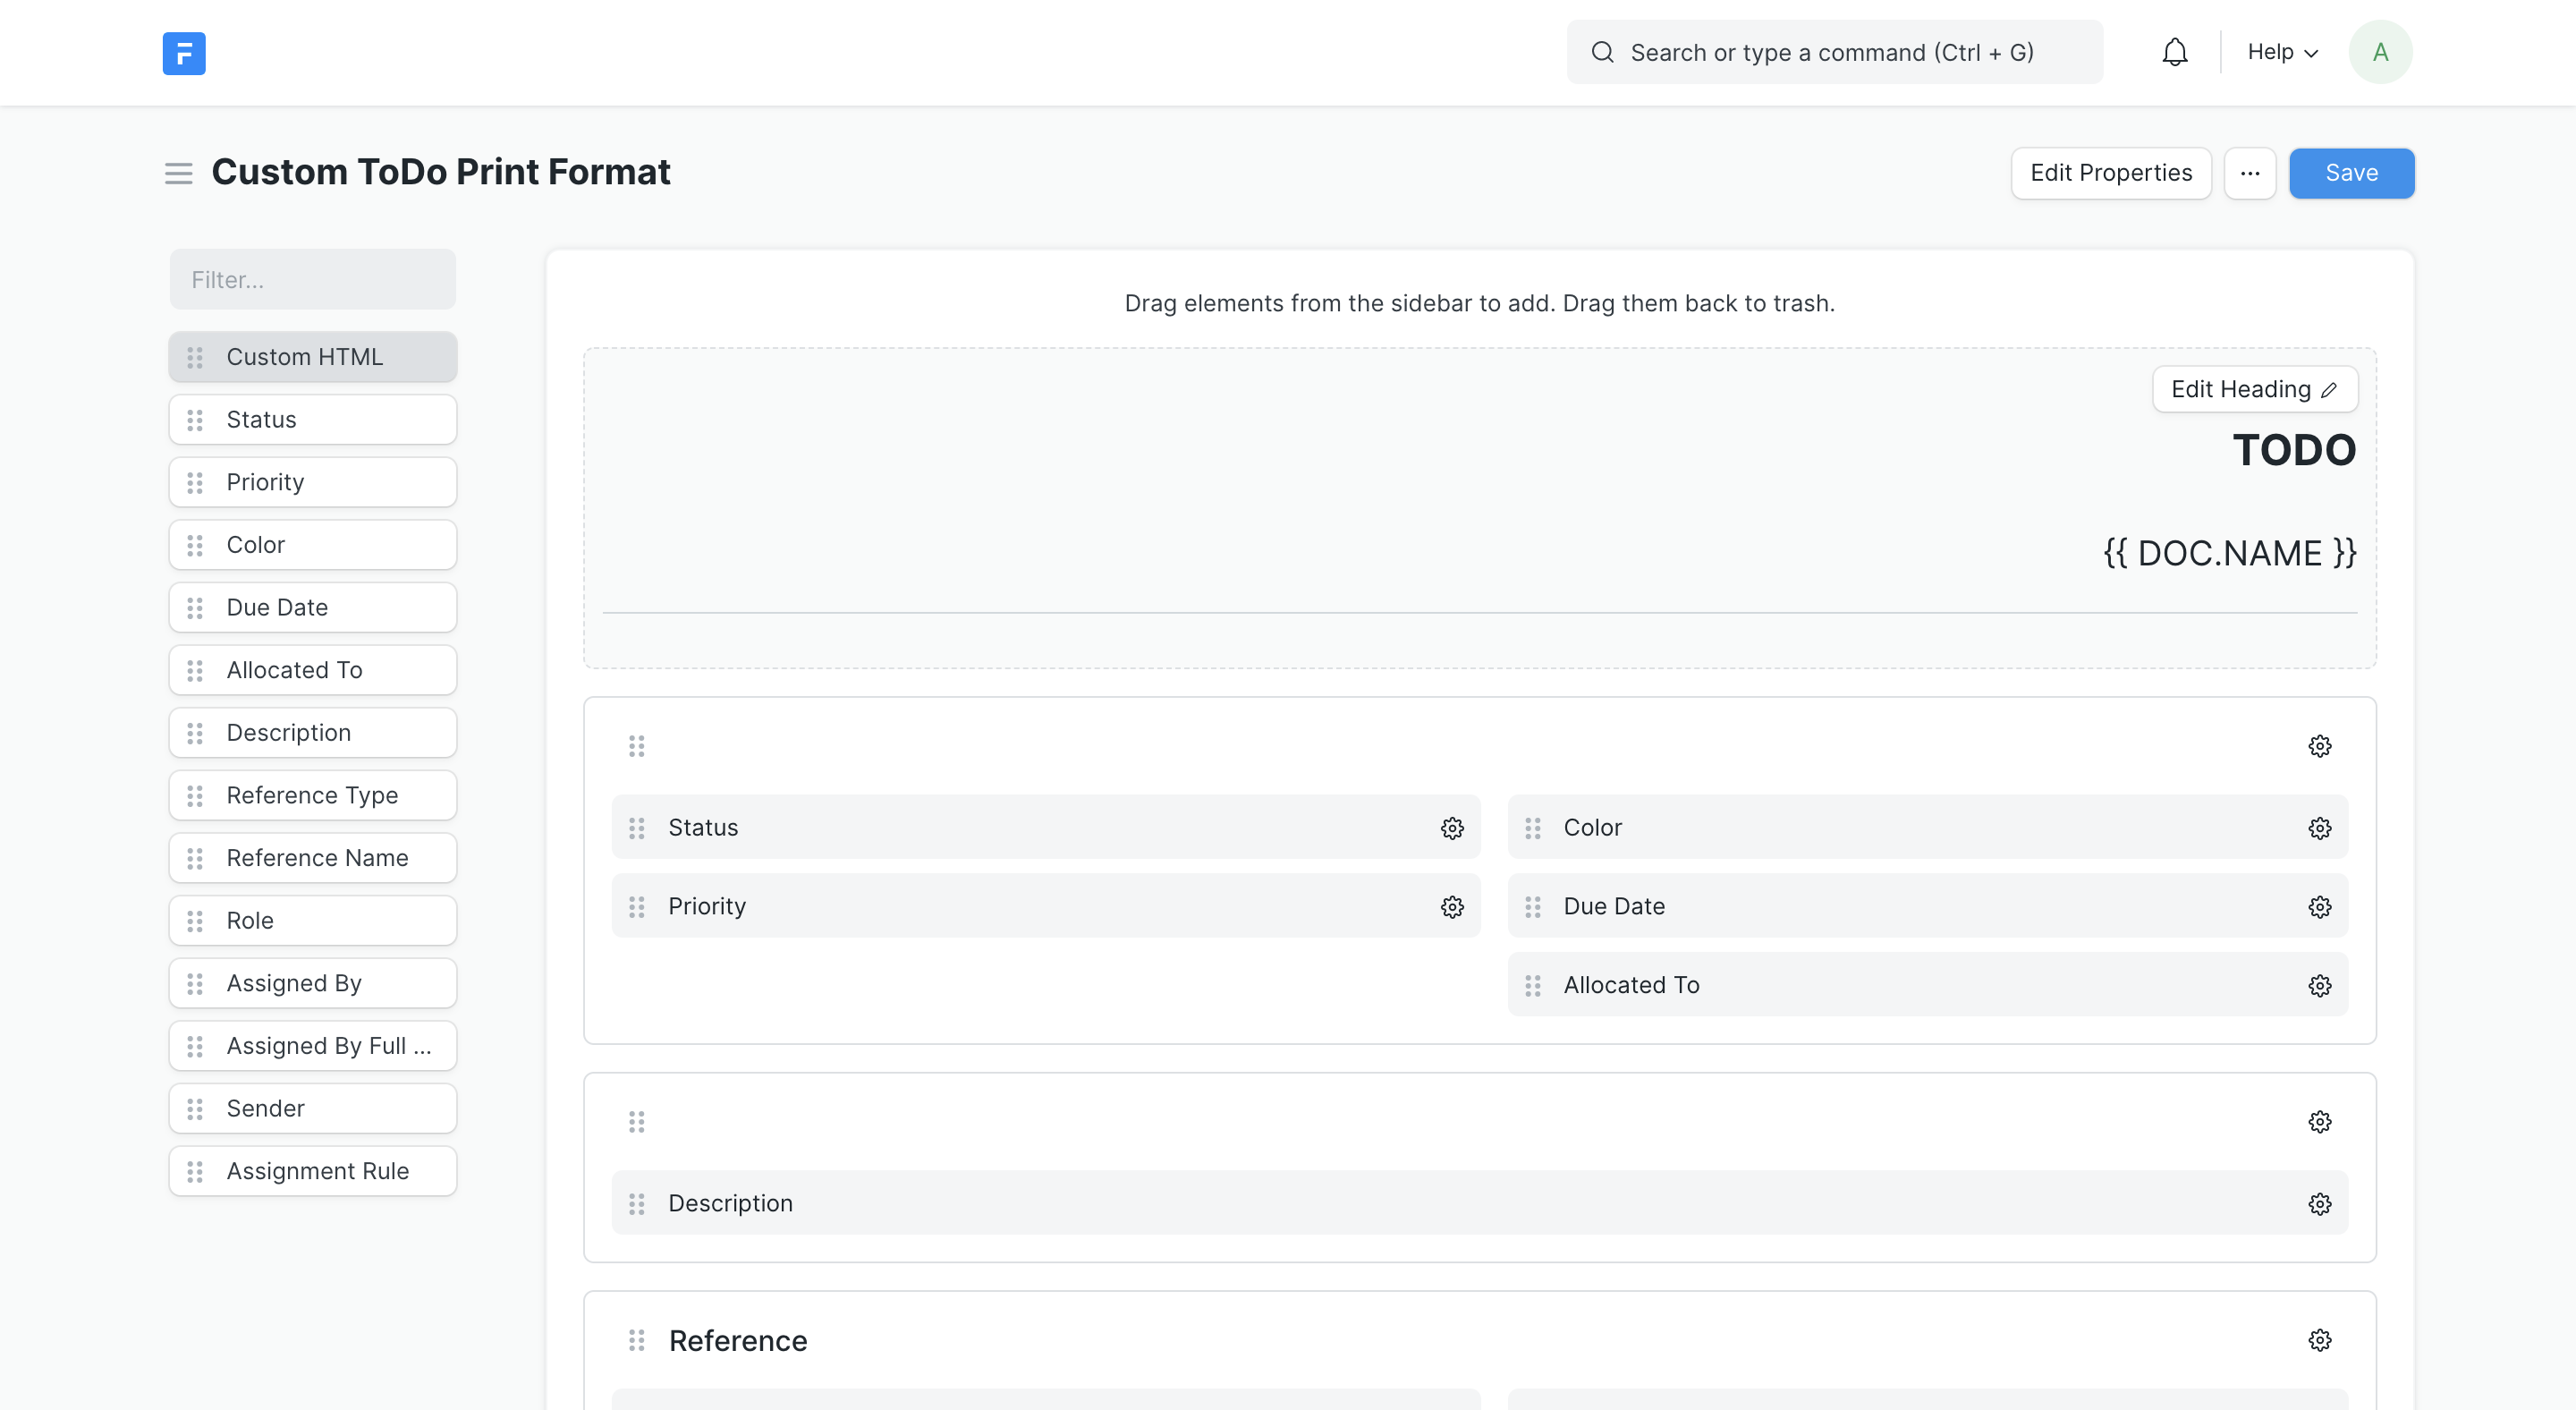 F
Search or type a command (Ctrl + G)
Help
A
Custom ToDo Print Format
Edit Properties
...
Save
Filter...
Custom HTML
Status
Priority
Color
Due Date
Allocated To
Description
Reference Type
Reference Name
Role
Assigned By
Assigned By Full ...
Sender
Assignment Rule
Drag elements from the sidebar to add. Drag them back to trash.
Edit Heading
TODO
{{ DOC.NAME }}
Status
Color
Priority
Due Date
Allocated To
Description
Reference